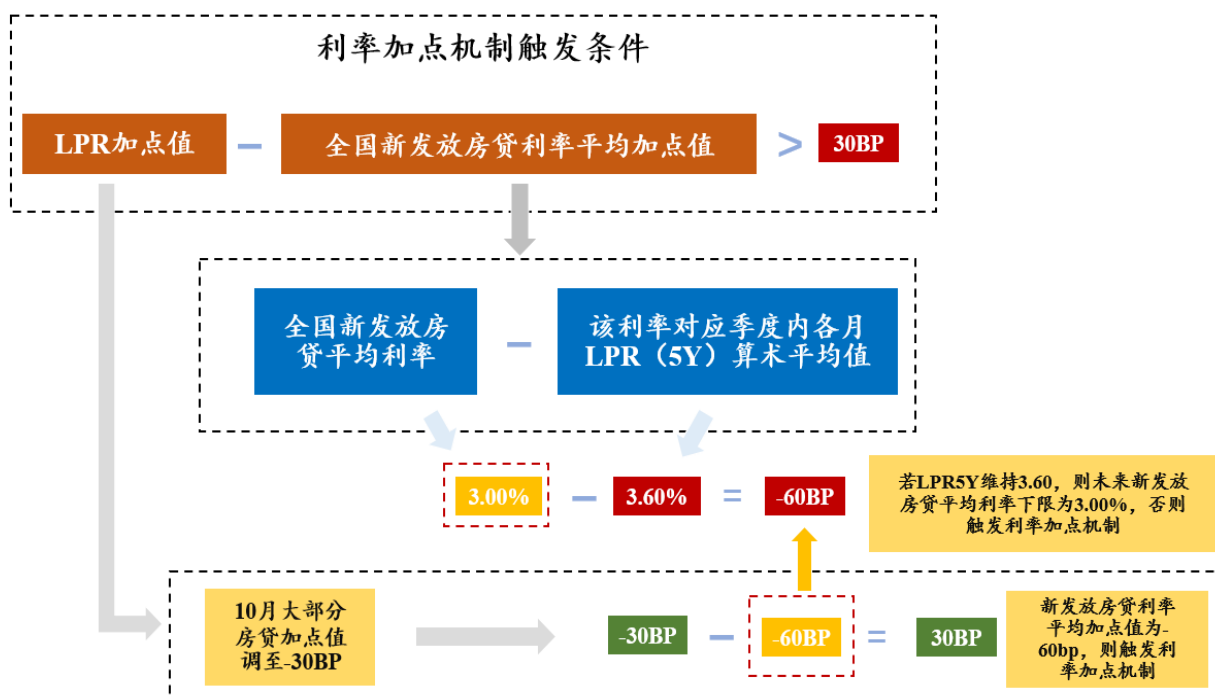 利率加点机制触发条件
LPR加点值 － 全国新发放房贷利率平均加点值 > 30BP
全国新发放房
贷平均利率
－
该利率对应季度内各月
LPR（5Y）算术平均值
3.00% － 3.60% = -60BP
若LPR5Y维持3.60，则未来新发放
房贷平均利率下限为3.00%，否则
触发利率加点机制
10月大部分
房贷加点值
调至-30BP
-30BP － -60BP = 30BP
新发放房贷利率
平均加点值为-
60bp，则触发利
率加点机制